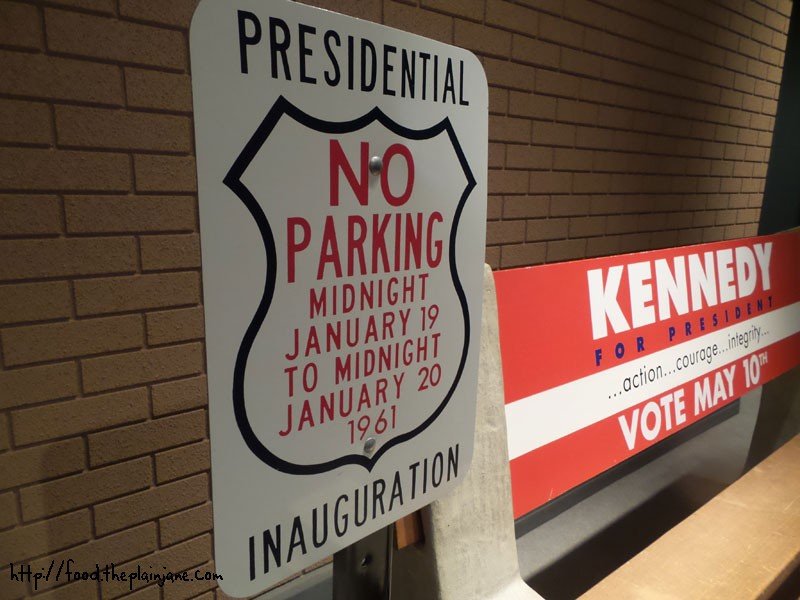 PRESIDENTIAL
NO
PARKING
MIDNIGHT
JANUARY 19
TO MIDNIGHT
JANUARY 20
1961
INAUGURATION
KENNEDY
FOR PRESIDENT
...action...courage...integrity...
VOTE MAY 10TH
http://food.theplainjane.com/